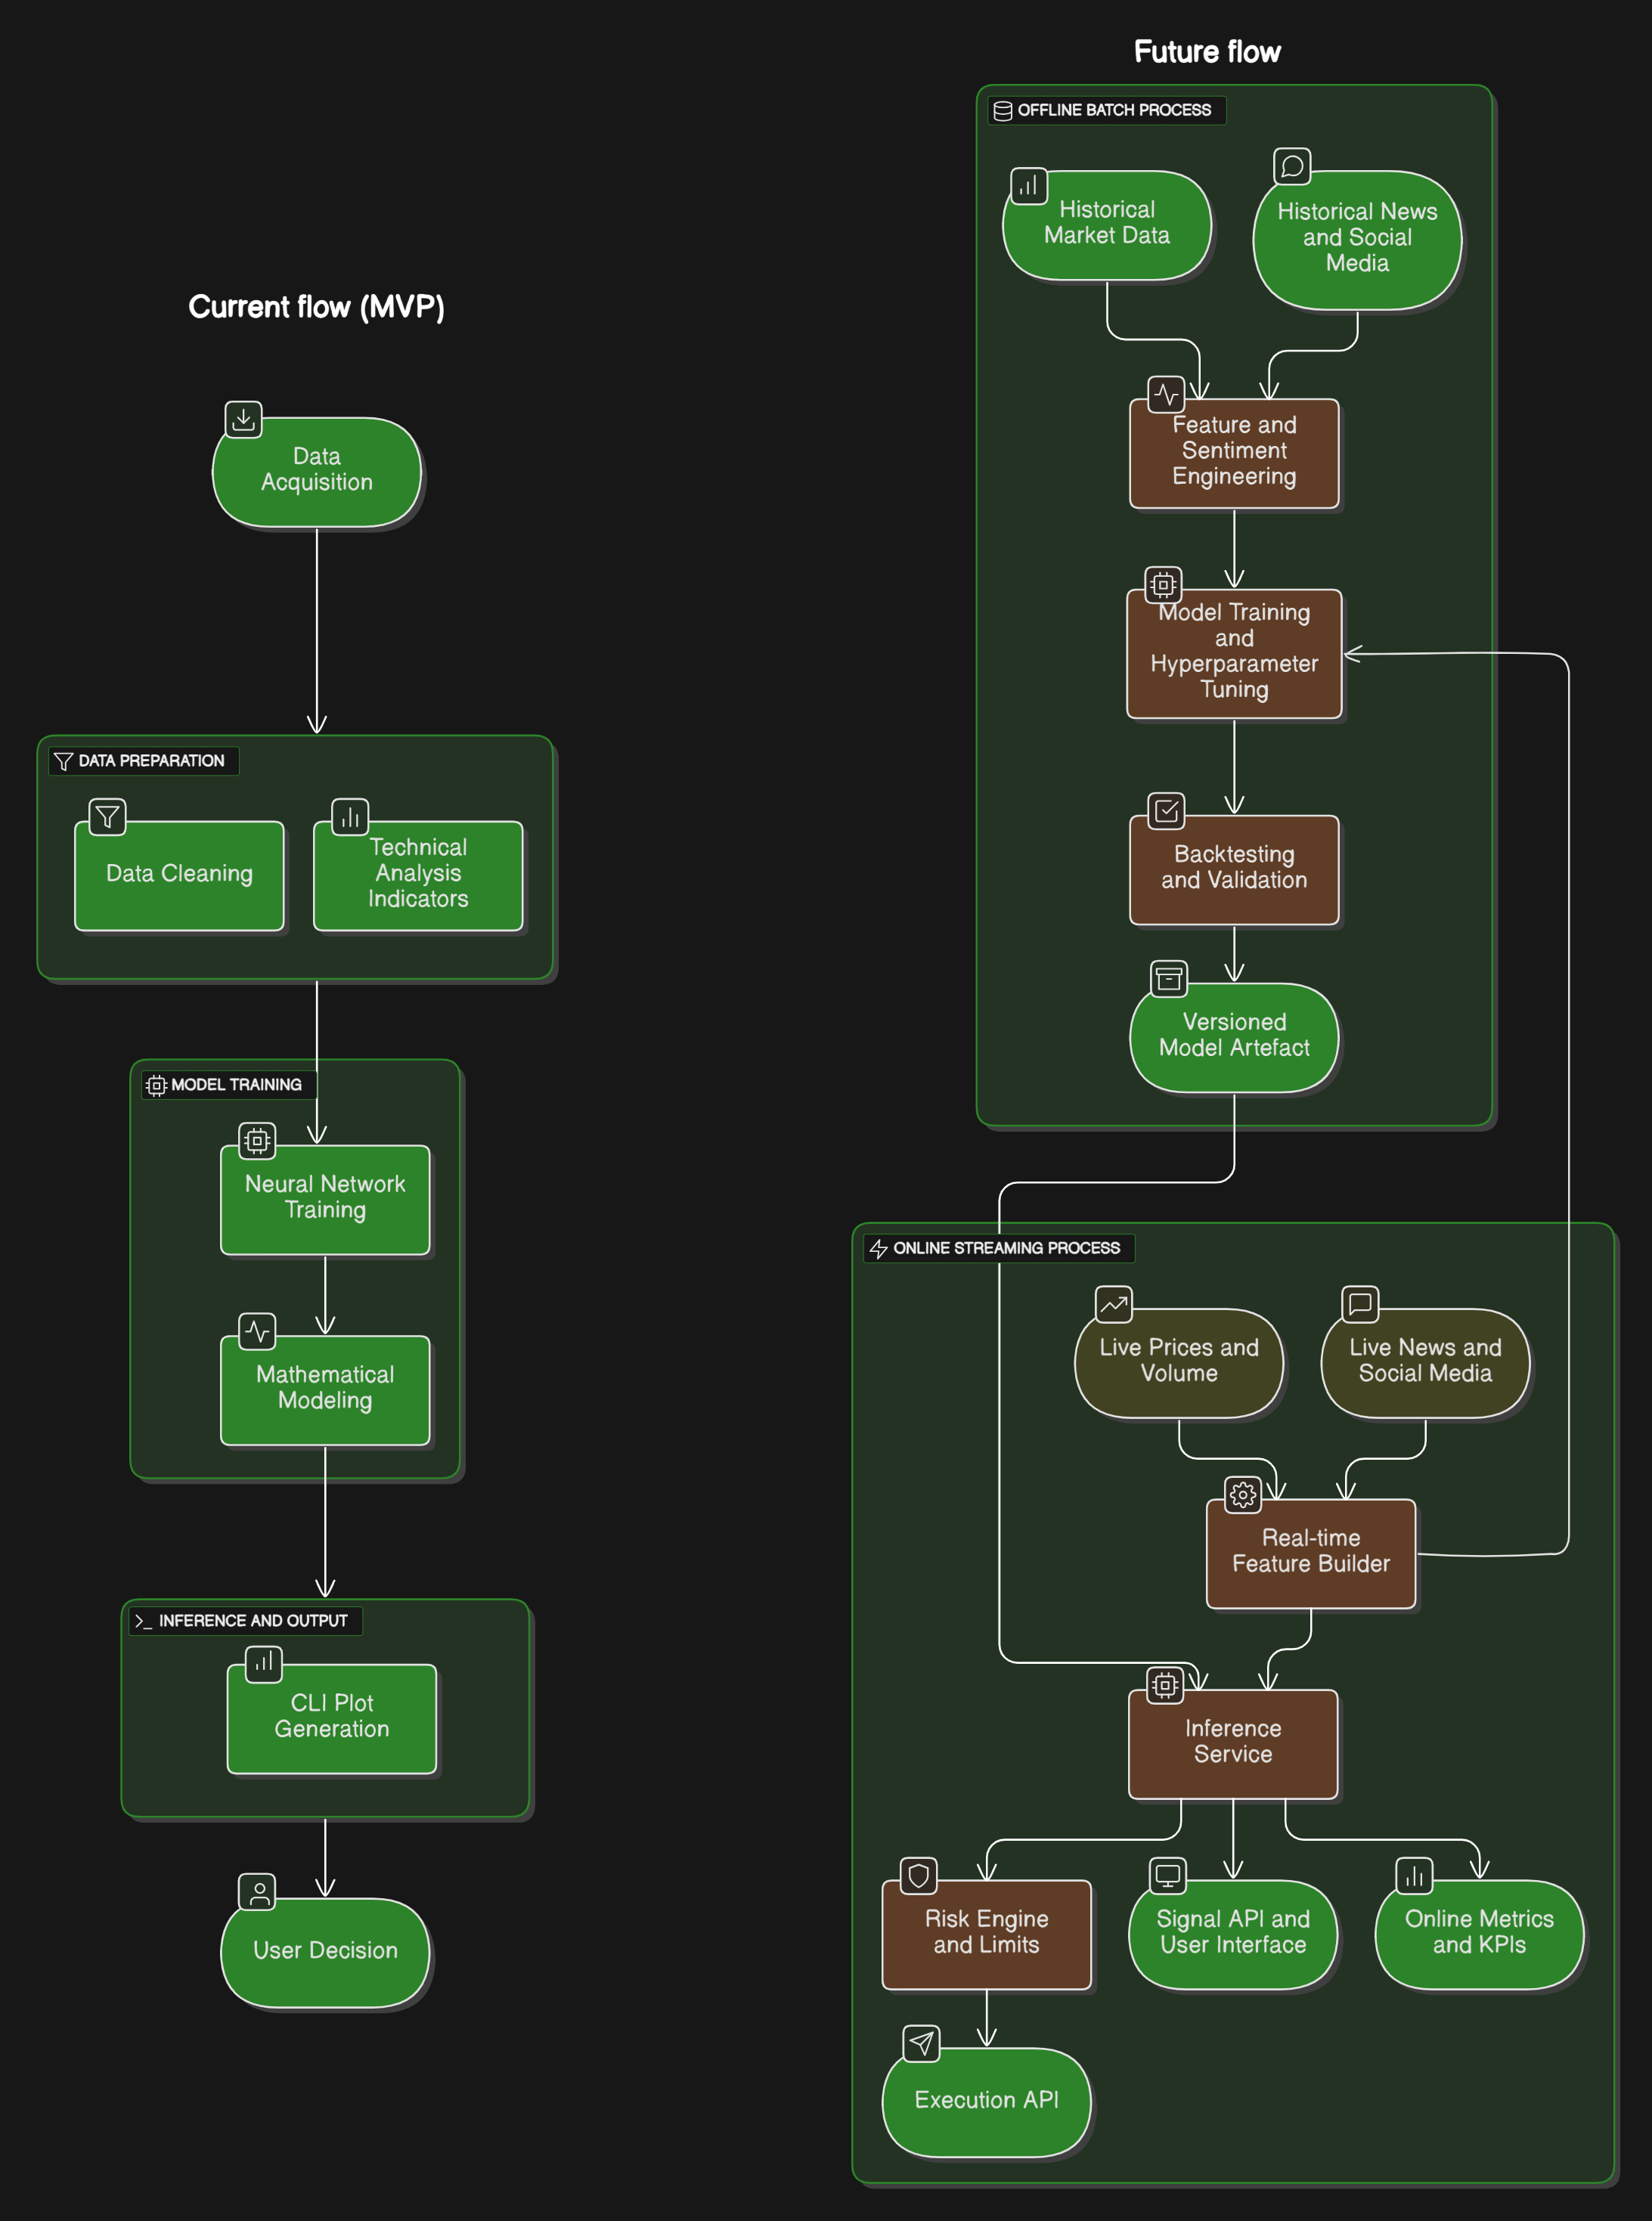 Current flow (MVP)
Data
Acquisition
DATA PREPARATION
Data Cleaning
Technical
Analysis
Indicators
MODEL TRAINING
Neural Network
Training
Mathematical
Modeling
INFERENCE AND OUTPUT
CLI Plot
Generation
User Decision
Future flow
OFFLINE BATCH PROCESS
Historical
Market Data
Historical News
and Social
Media
Feature and
Sentiment
Engineering
Model Training
and
Hyperparameter
Tuning
Backtesting
and Validation
Versioned
Model Artefact
ONLINE STREAMING PROCESS
Live Prices and
Volume
Live News and
Social Media
Real-time
Feature Builder
Inference
Service
Risk Engine
and Limits
Signal API and
User Interface
Online Metrics
and KPIs
Execution API